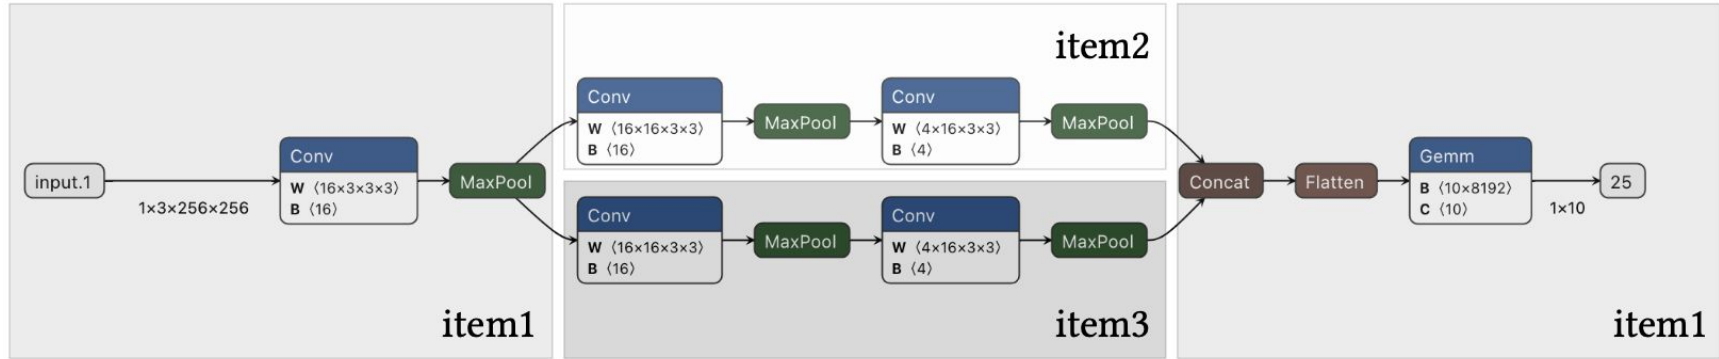 input.1
1×3×256×256
Conv
W ⟨16×3×3×3⟩
B ⟨16⟩
MaxPool
item1
item2
Conv
W ⟨16×16×3×3⟩
B ⟨16⟩
MaxPool
Conv
W ⟨4×16×3×3⟩
B ⟨4⟩
MaxPool
Conv
W ⟨16×16×3×3⟩
B ⟨16⟩
MaxPool
Conv
W ⟨4×16×3×3⟩
B ⟨4⟩
MaxPool
item3
Concat
Flatten
Gemm
B ⟨10×8192⟩
C ⟨10⟩
1×10
25
item1